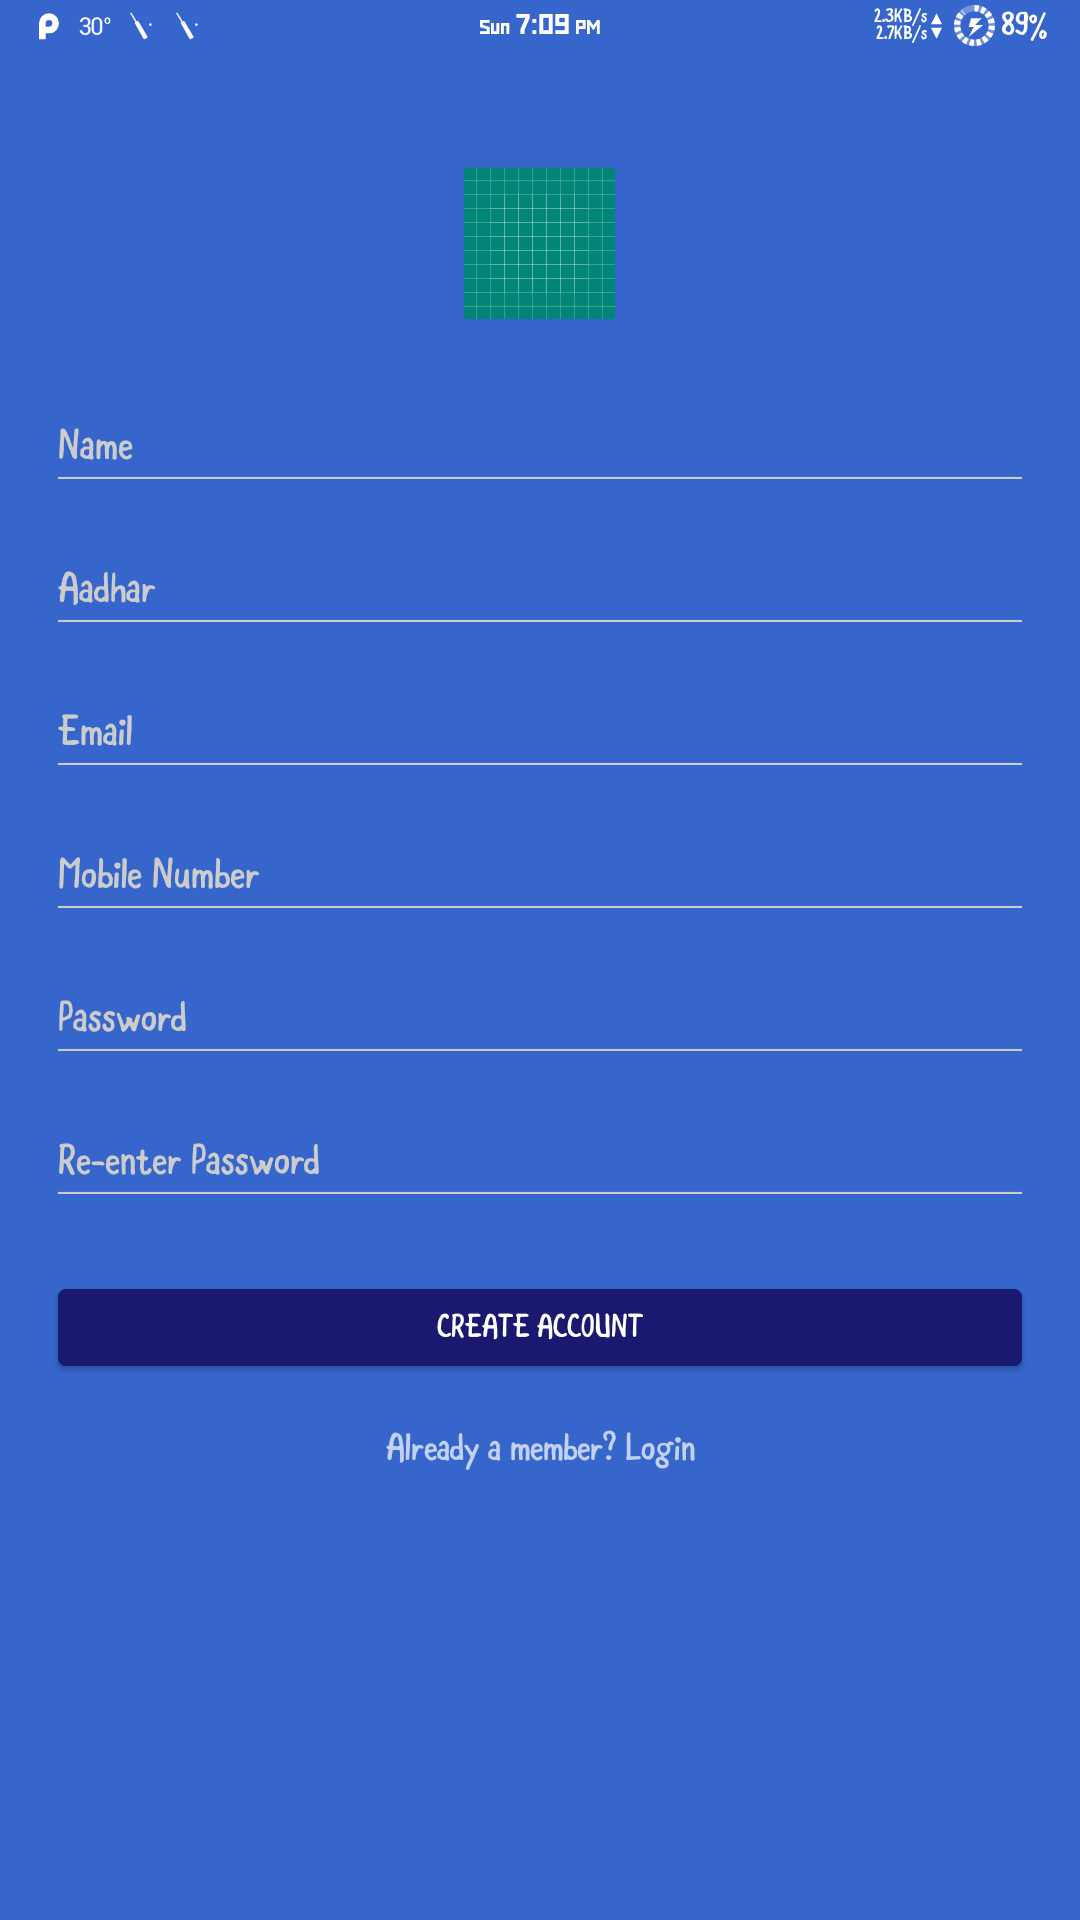 30° Sun 7:09 PM 2.3KB/s 2.7KB/s 89%
Name
Aadhar
Email
Mobile Number
Password
Re-enter Password
CREATE ACCOUNT
Already a member? Login